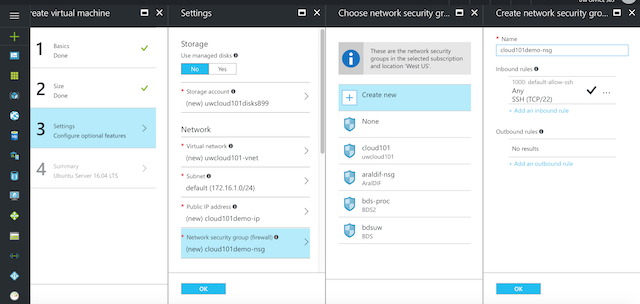 UW OFFICE 365
reate virtual machine
1
Basics
Done
2
Size
Done
3
Settings
Configure optional features
4
Summary
Ubuntu Server 16.04 LTS
Settings
Storage
Use managed disks
No
Yes
* Storage account
(new) uwcloud101disks899
Network
* Virtual network
(new) uwcloud101-vnet
* Subnet
default (172.16.1.0/24)
* Public IP address
(new) cloud101demo-ip
* Network security group (firewall)
(new) cloud101demo-nsg
OK
Choose network security gr...
These are the network security
groups in the selected subscription
and location 'West US'.
Create new
None
cloud101
uwcloud101
araldif-nsg
AralDIF
bds-proc
BDS2
bdsuw
BDS
Create network security grou...
* Name
cloud101demo-nsg
Inbound rules
1000: default-allow-ssh
Any
SSH (TCP/22)
...
+ Add an inbound rule
Outbound rules
No results
+ Add an outbound rule
OK